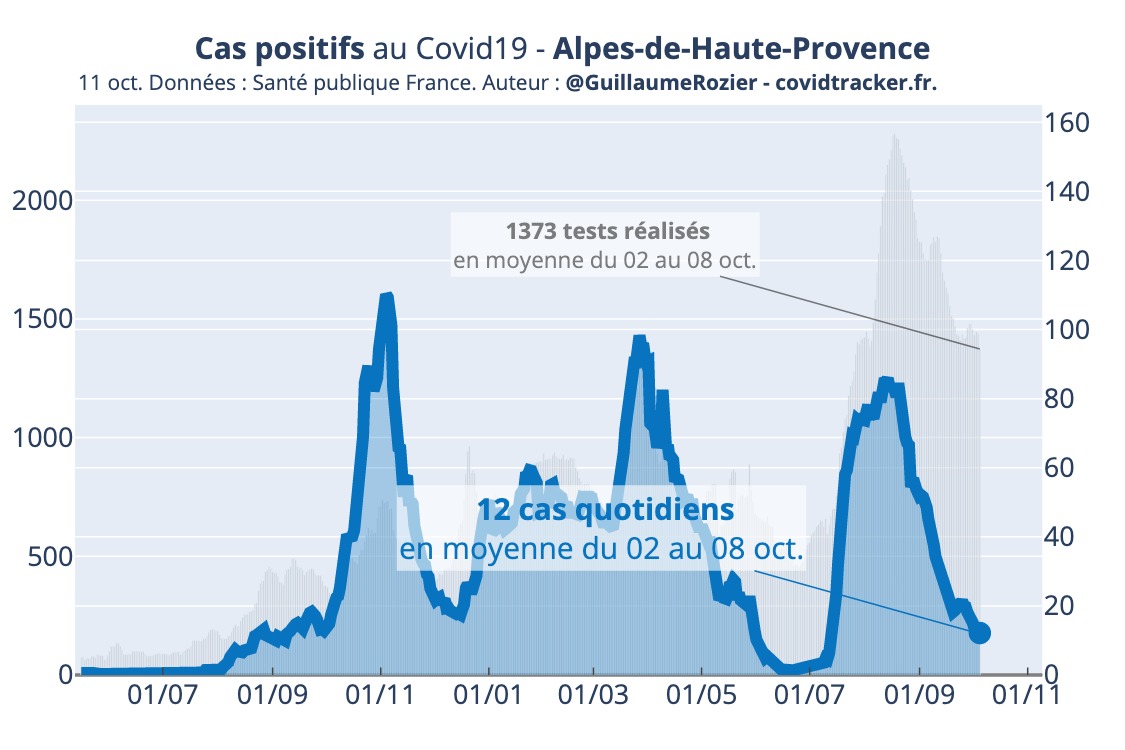 Cas positifs au Covid19 - Alpes-de-Haute-Provence
11 oct. Données : Santé publique France. Auteur : @GuillaumeRozier - covidtracker.fr.
160
140
2000
1373 tests réalisés
en moyenne du 02 au 08 oct.
120
1500
100
80
1000
60
12 cas quotidiens
en moyenne du 02 au 08 oct.
40
500
20
0
0
01/07 01/09 01/11 01/01 01/03 01/05 01/07 01/09 01/11